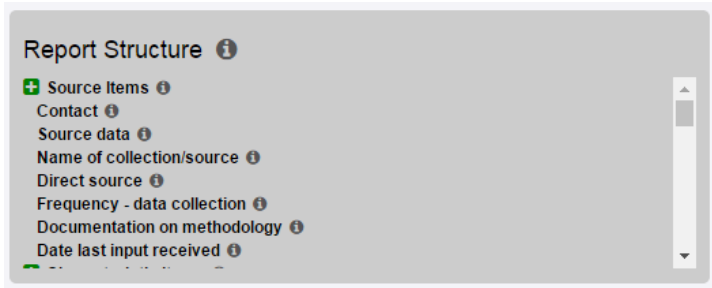 Report Structure
Source Items
Contact
Source data
Name of collection/source
Direct source
Frequency - data collection
Documentation on methodology
Date last input received